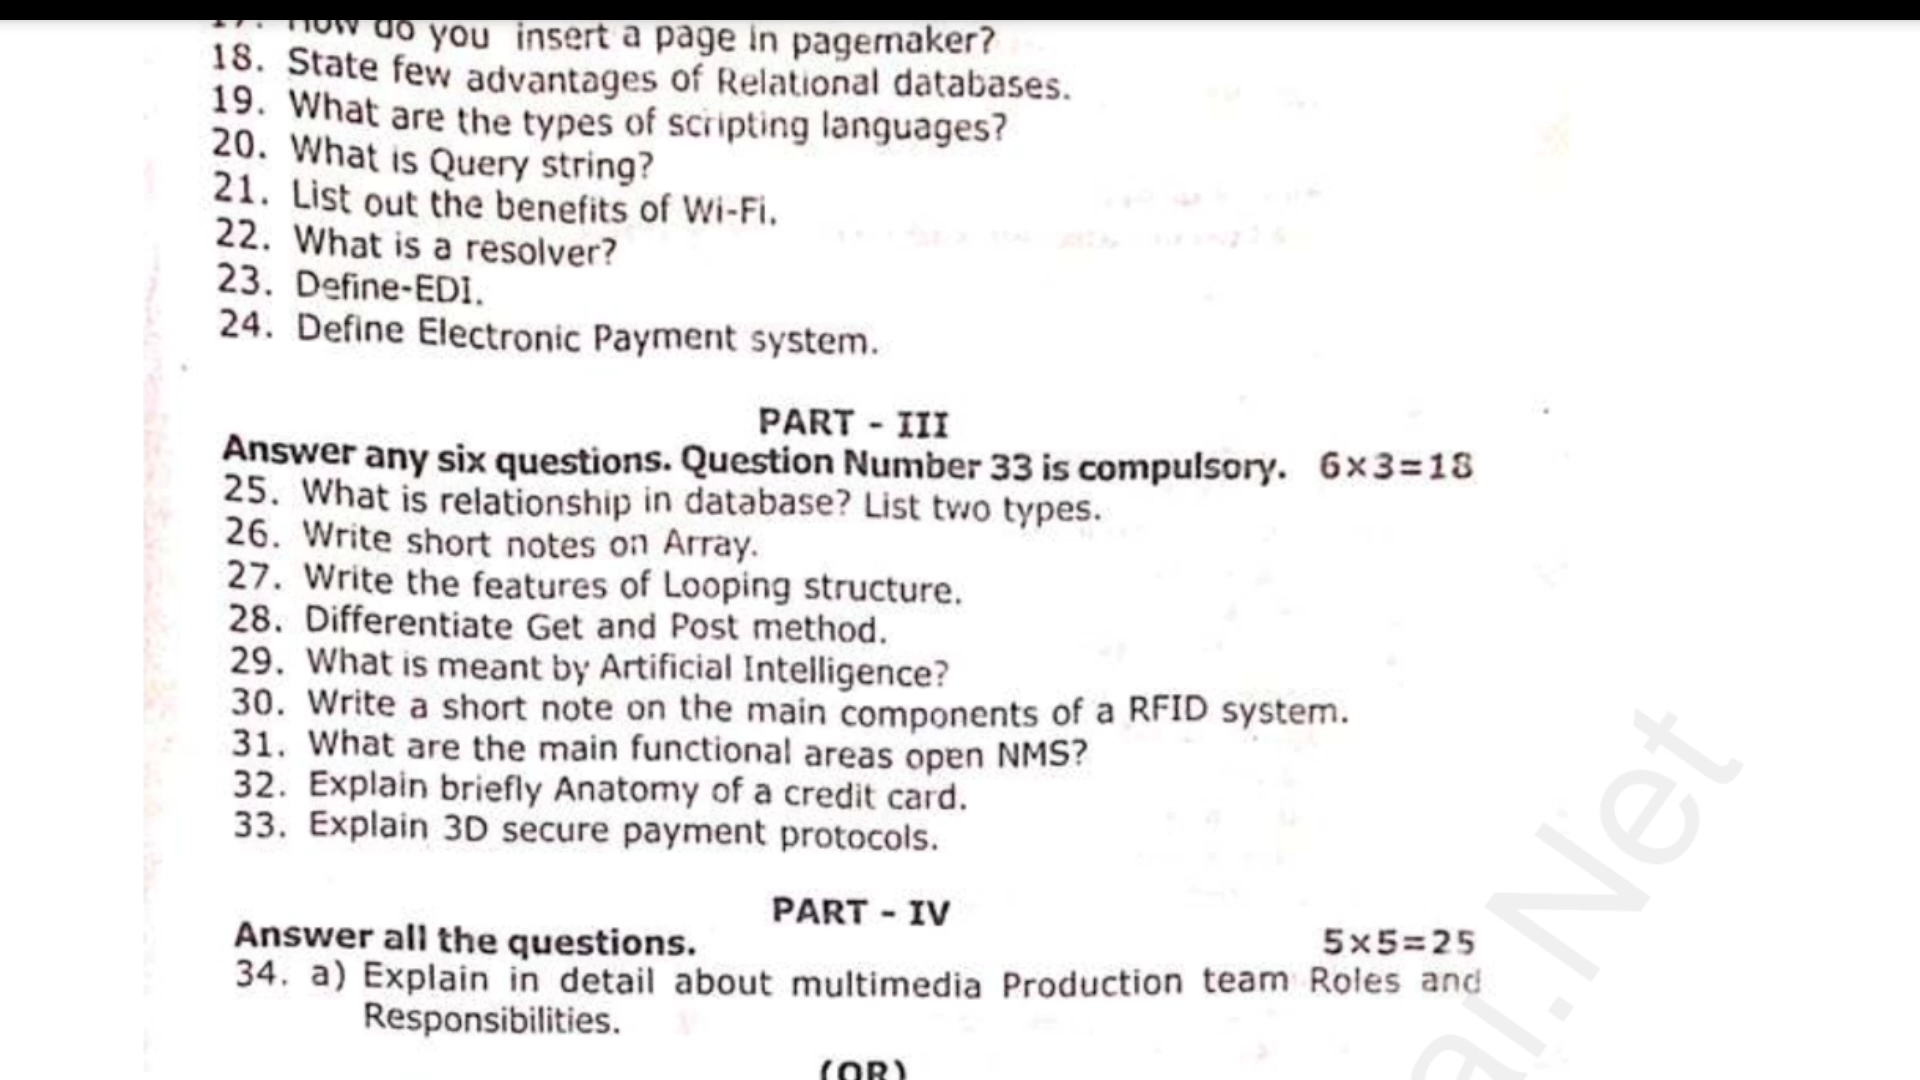 17. How do you insert a page in pagemaker?
18. State few advantages of Relational databases.
19. What are the types of scripting languages?
20. What is Query string?
21. List out the benefits of Wi-Fi.
22. What is a resolver?
23. Define-EDI.
24. Define Electronic Payment system.
PART - III
Answer any six questions. Question Number 33 is compulsory. 6x3=18
25. What is relationship in database? List two types.
26. Write short notes on Array.
27. Write the features of Looping structure.
28. Differentiate Get and Post method.
29. What is meant by Artificial Intelligence?
30. Write a short note on the main components of a RFID system.
31. What are the main functional areas open NMS?
32. Explain briefly Anatomy of a credit card.
33. Explain 3D secure payment protocols.
PART - IV
Answer all the questions. 5x5=25
34. a) Explain in detail about multimedia Production team Roles and
Responsibilities.
(OR)
al.Net